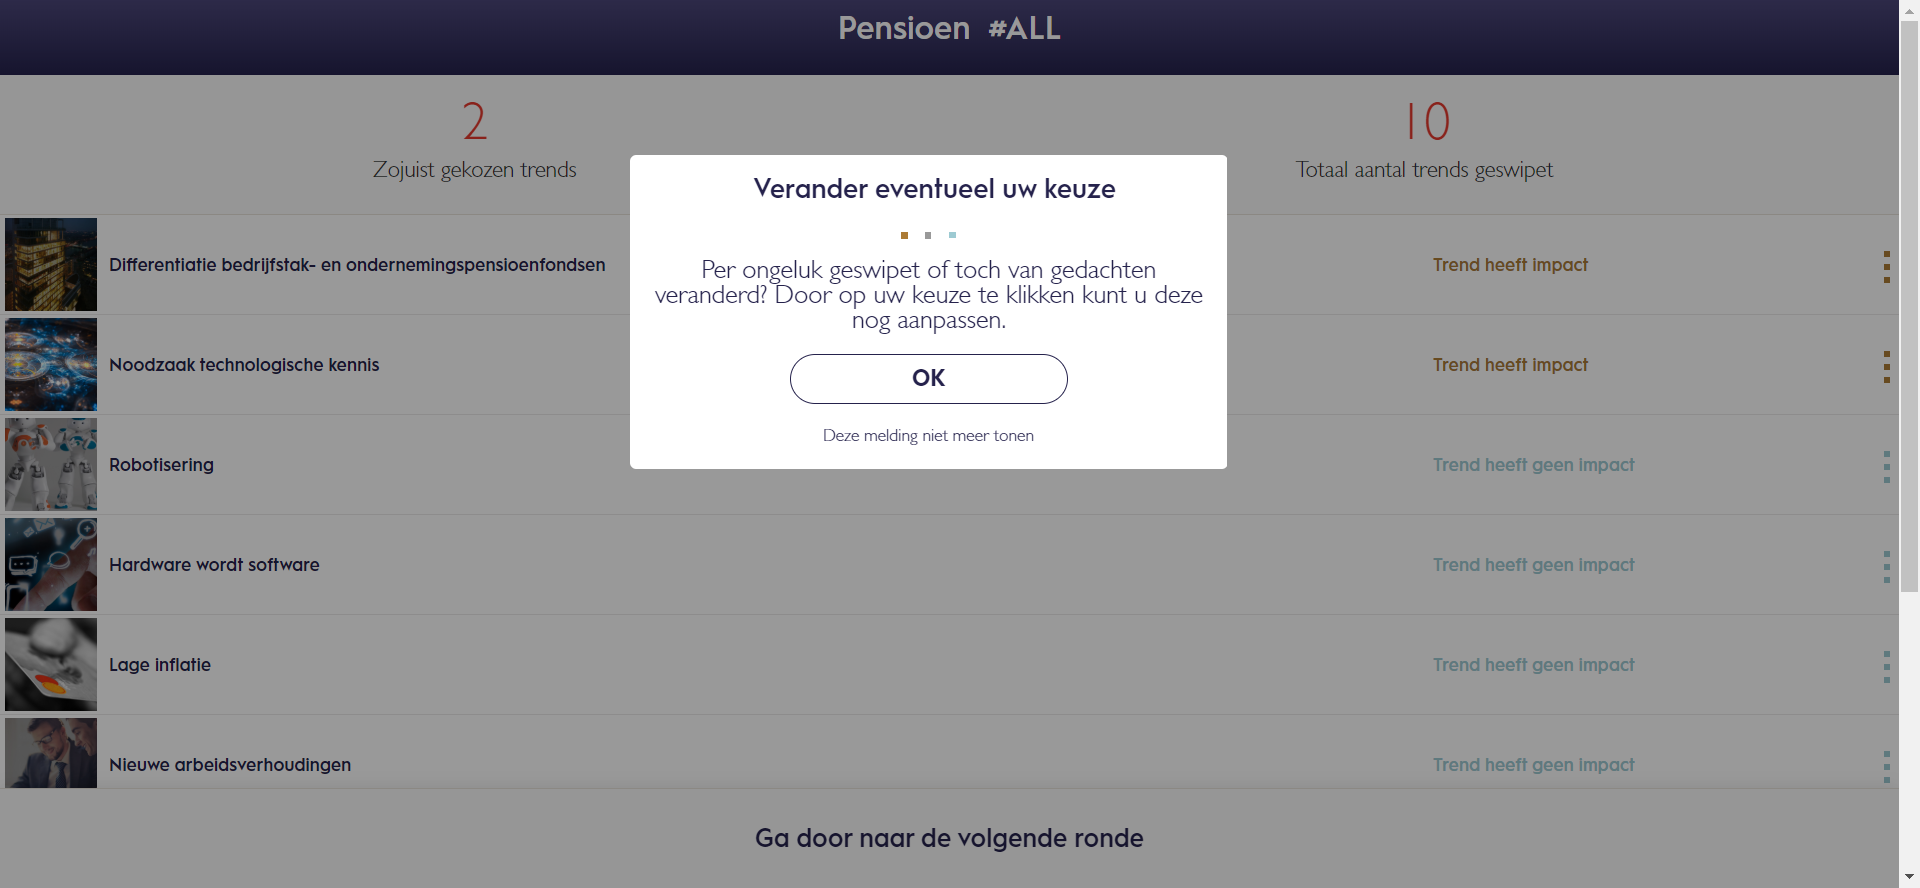 Pensioen #ALL
2
Zojuist gekozen trends
10
Totaal aantal trends geswipet
Verander eventueel uw keuze
Per ongeluk geswipet of toch van gedachten
veranderd? Door op uw keuze te klikken kunt u deze
nog aanpassen.
OK
Deze melding niet meer tonen
Differentiatie bedrijfstak- en ondernemingspensioenfondsen
Trend heeft impact
Noodzaak technologische kennis
Trend heeft impact
Robotisering
Trend heeft geen impact
Hardware wordt software
Trend heeft geen impact
Lage inflatie
Trend heeft geen impact
Nieuwe arbeidsverhoudingen
Trend heeft geen impact
Ga door naar de volgende ronde